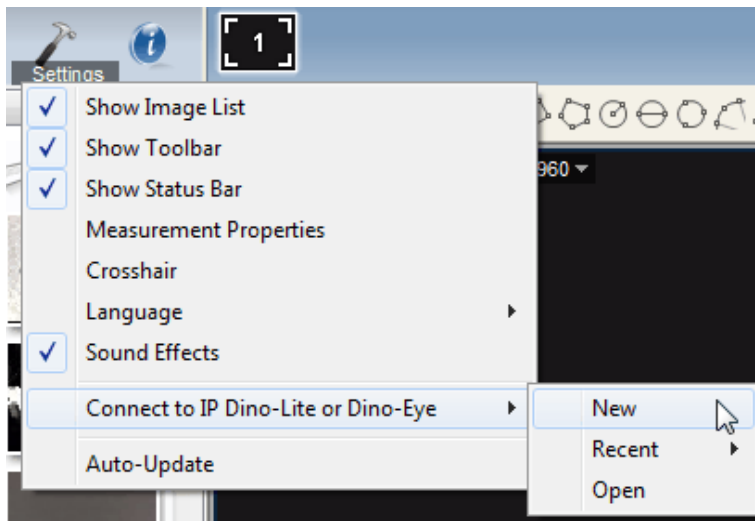 1
Settings
Show Image List
Show Toolbar
960
Show Status Bar
Measurement Properties
Crosshair
Language
Sound Effects
Connect to IP Dino-Lite or Dino-Eye
New
Recent
Auto-Update
Open